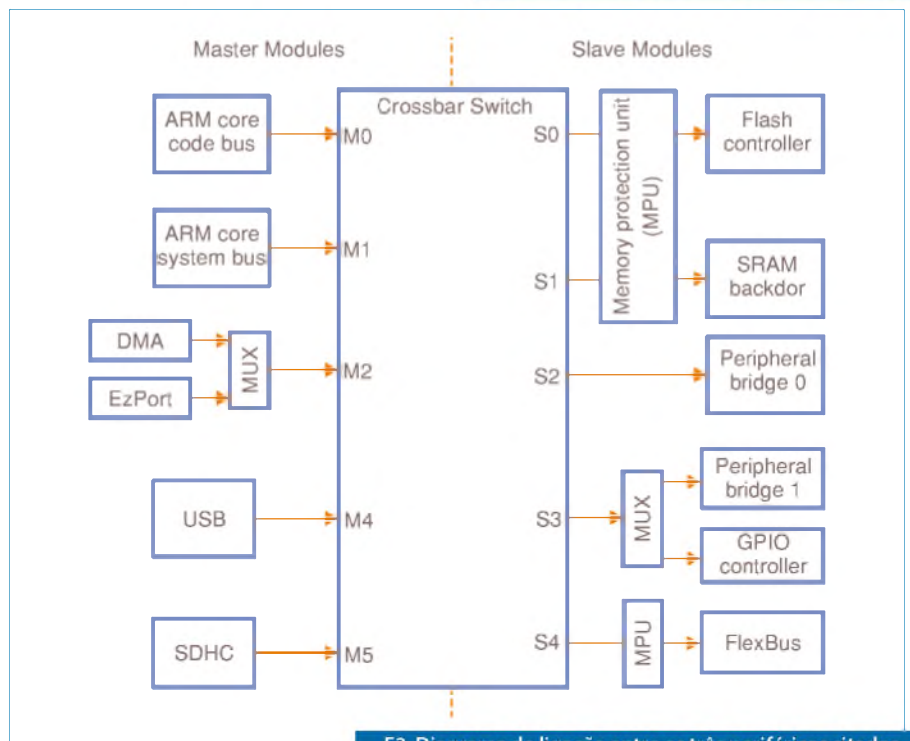 Master Modules
Slave Modules
Crossbar Switch
ARM core
code bus
M0
ARM core
system bus
M1
DMA
EzPort
MUX
M2
USB
M4
SDHC
M5
S0
S1
Memory protection unit
(MPU)
Flash
controller
SRAM
backdor
S2
Peripheral
bridge 0
S3
MUX
Peripheral
bridge 1
GPIO
controller
S4
MPU
FlexBus